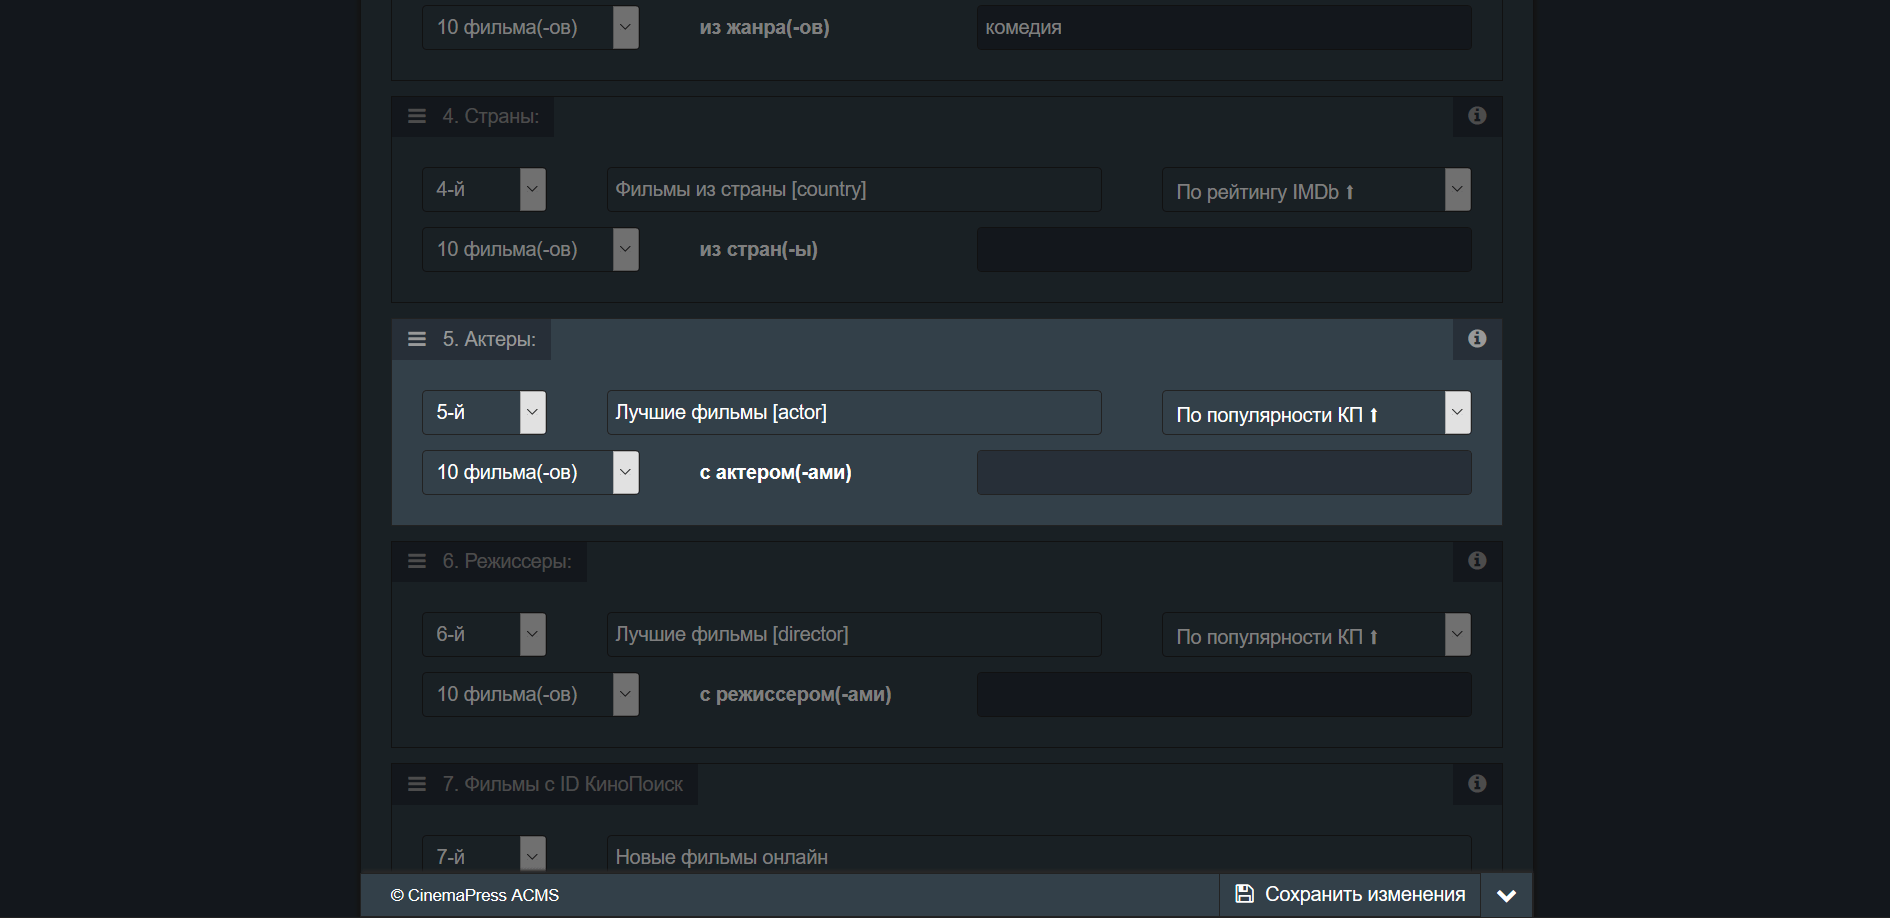 10 фильма(-ов) из жанра(-ов) комедия
4. Страны:
4-й Фильмы из страны [country] По рейтингу IMDb ⬆
10 фильма(-ов) из стран(-ы)
5. Актеры:
5-й Лучшие фильмы [actor] По популярности КП ⬆
10 фильма(-ов) с актером(-ами)
6. Режиссеры:
6-й Лучшие фильмы [director] По популярности КП ⬆
10 фильма(-ов) с режиссером(-ами)
7. Фильмы с ID КиноПоиск
7-й Новые фильмы онлайн
© CinemaPress ACMS Сохранить изменения